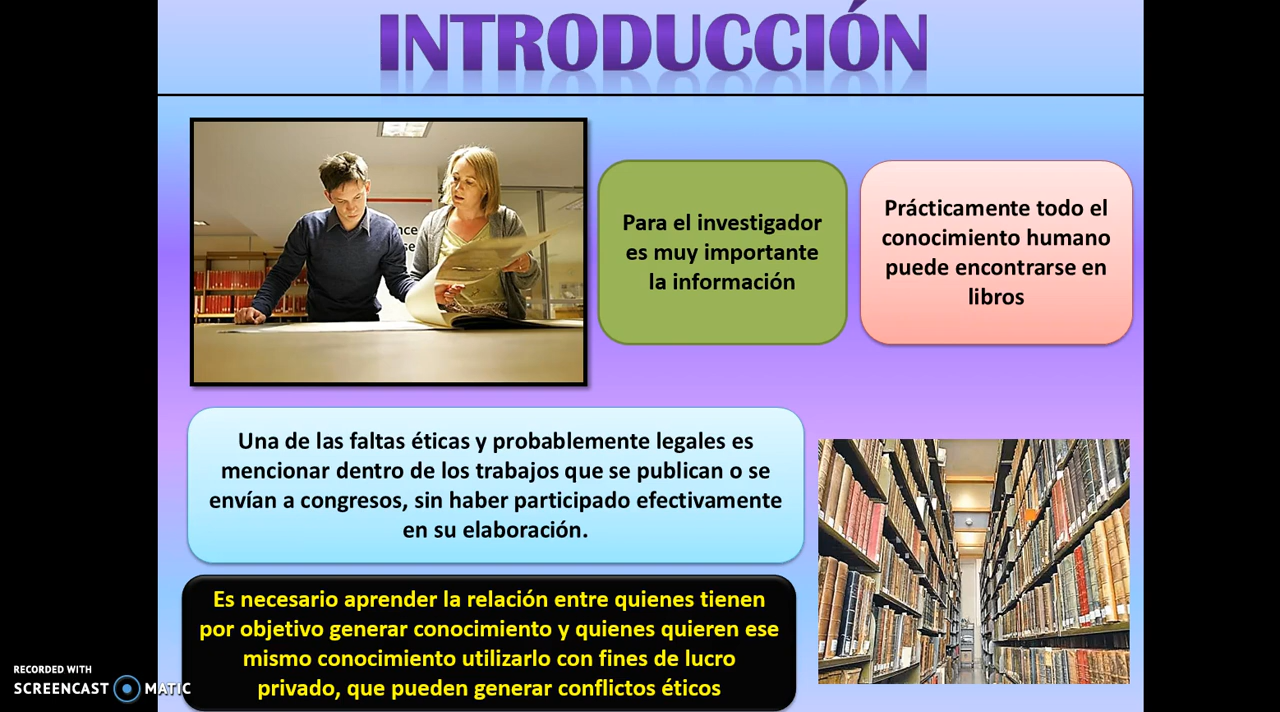 INTRODUCCIÓN
nce
se
Para el investigador
es muy importante
la información
Prácticamente todo el
conocimiento humano
puede encontrarse en
libros
Una de las faltas éticas y probablemente legales es
mencionar dentro de los trabajos que se publican o se
envían a congresos, sin haber participado efectivamente
en su elaboración.
Es necesario aprender la relación entre quienes tienen
por objetivo generar conocimiento y quienes quieren ese
mismo conocimiento utilizarlo con fines de lucro
privado, que pueden generar conflictos éticos
RECORDED WITH
SCREENCAST MATIC